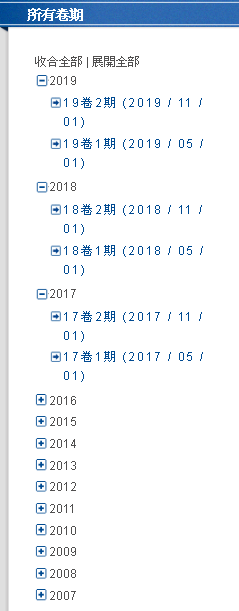 所有卷期
收合全部 | 展開全部
2019
19卷2期 (2019 / 11 /
01)
19卷1期 (2019 / 05 /
01)
2018
18卷2期 (2018 / 11 /
01)
18卷1期 (2018 / 05 /
01)
2017
17卷2期 (2017 / 11 /
01)
17卷1期 (2017 / 05 /
01)
2016
2015
2014
2013
2012
2011
2010
2009
2008
2007